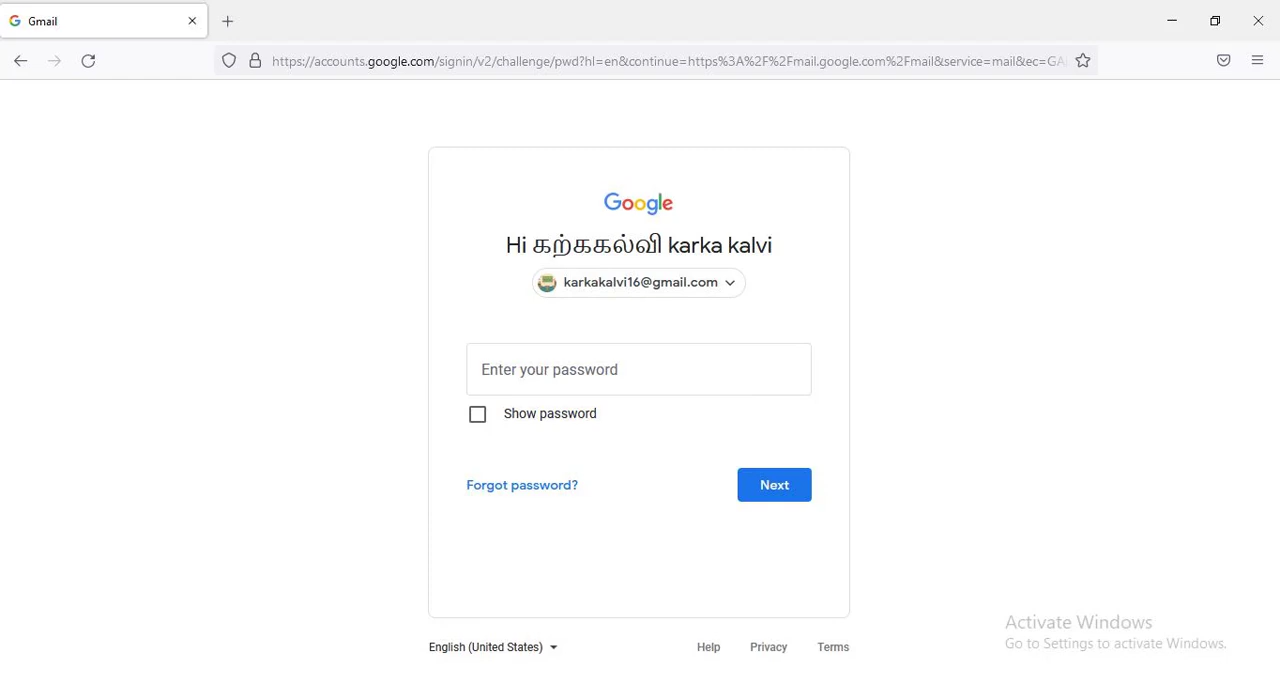 Gmail
https://accounts.google.com/signin/v2/challenge/pwd?hl=en&continue=https%3A%2F%2Fmail.google.com%2Fmail&service=mail&ec=GA
Google
Hi கற்ககல்வி karka kalvi
karkakalvi16@gmail.com
Enter your password
Show password
Forgot password?
Next
Activate Windows
Go to Settings to activate Windows.
English (United States)
Help
Privacy
Terms